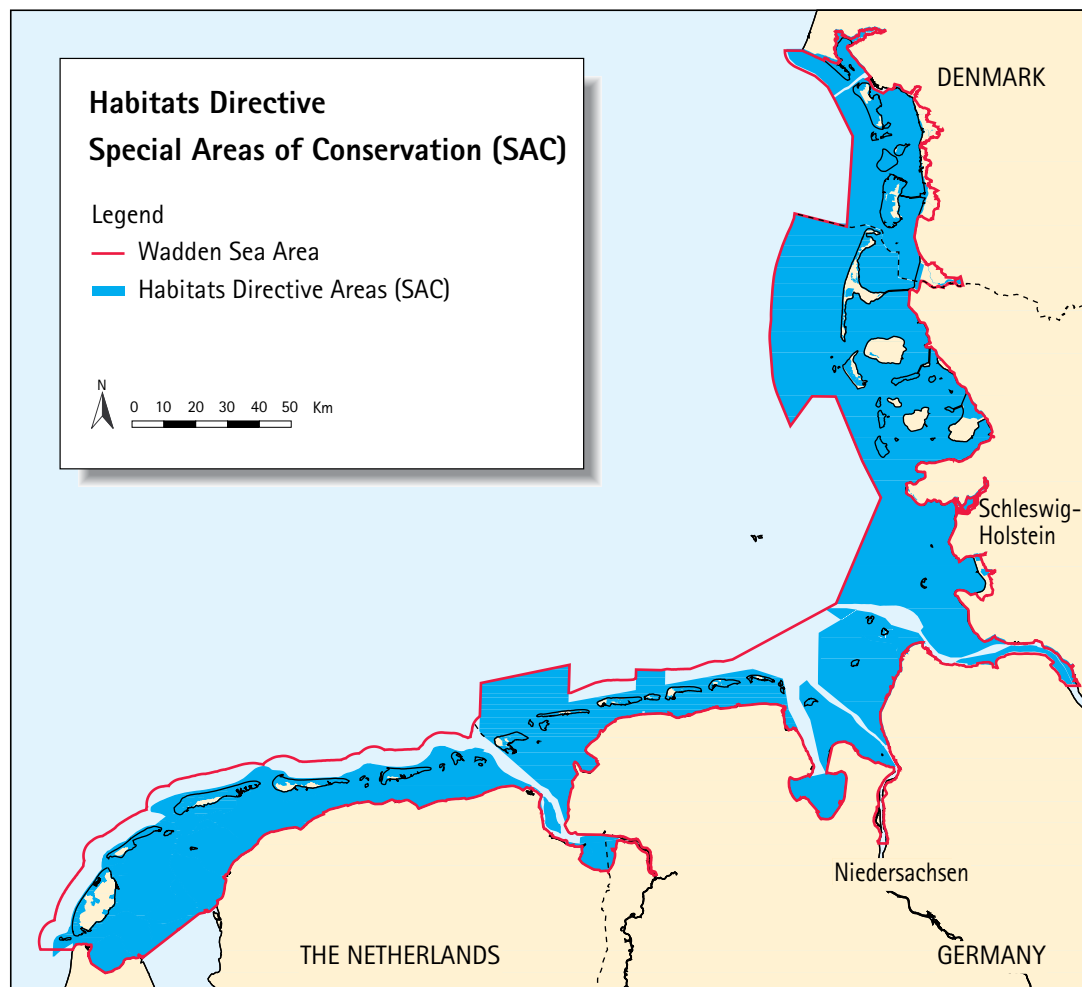 Habitats Directive
Special Areas of Conservation (SAC)
Legend
Wadden Sea Area
Habitats Directive Areas (SAC)
N
0 10 20 30 40 50 Km
DENMARK
Schleswig-
Holstein
Niedersachsen
THE NETHERLANDS
GERMANY